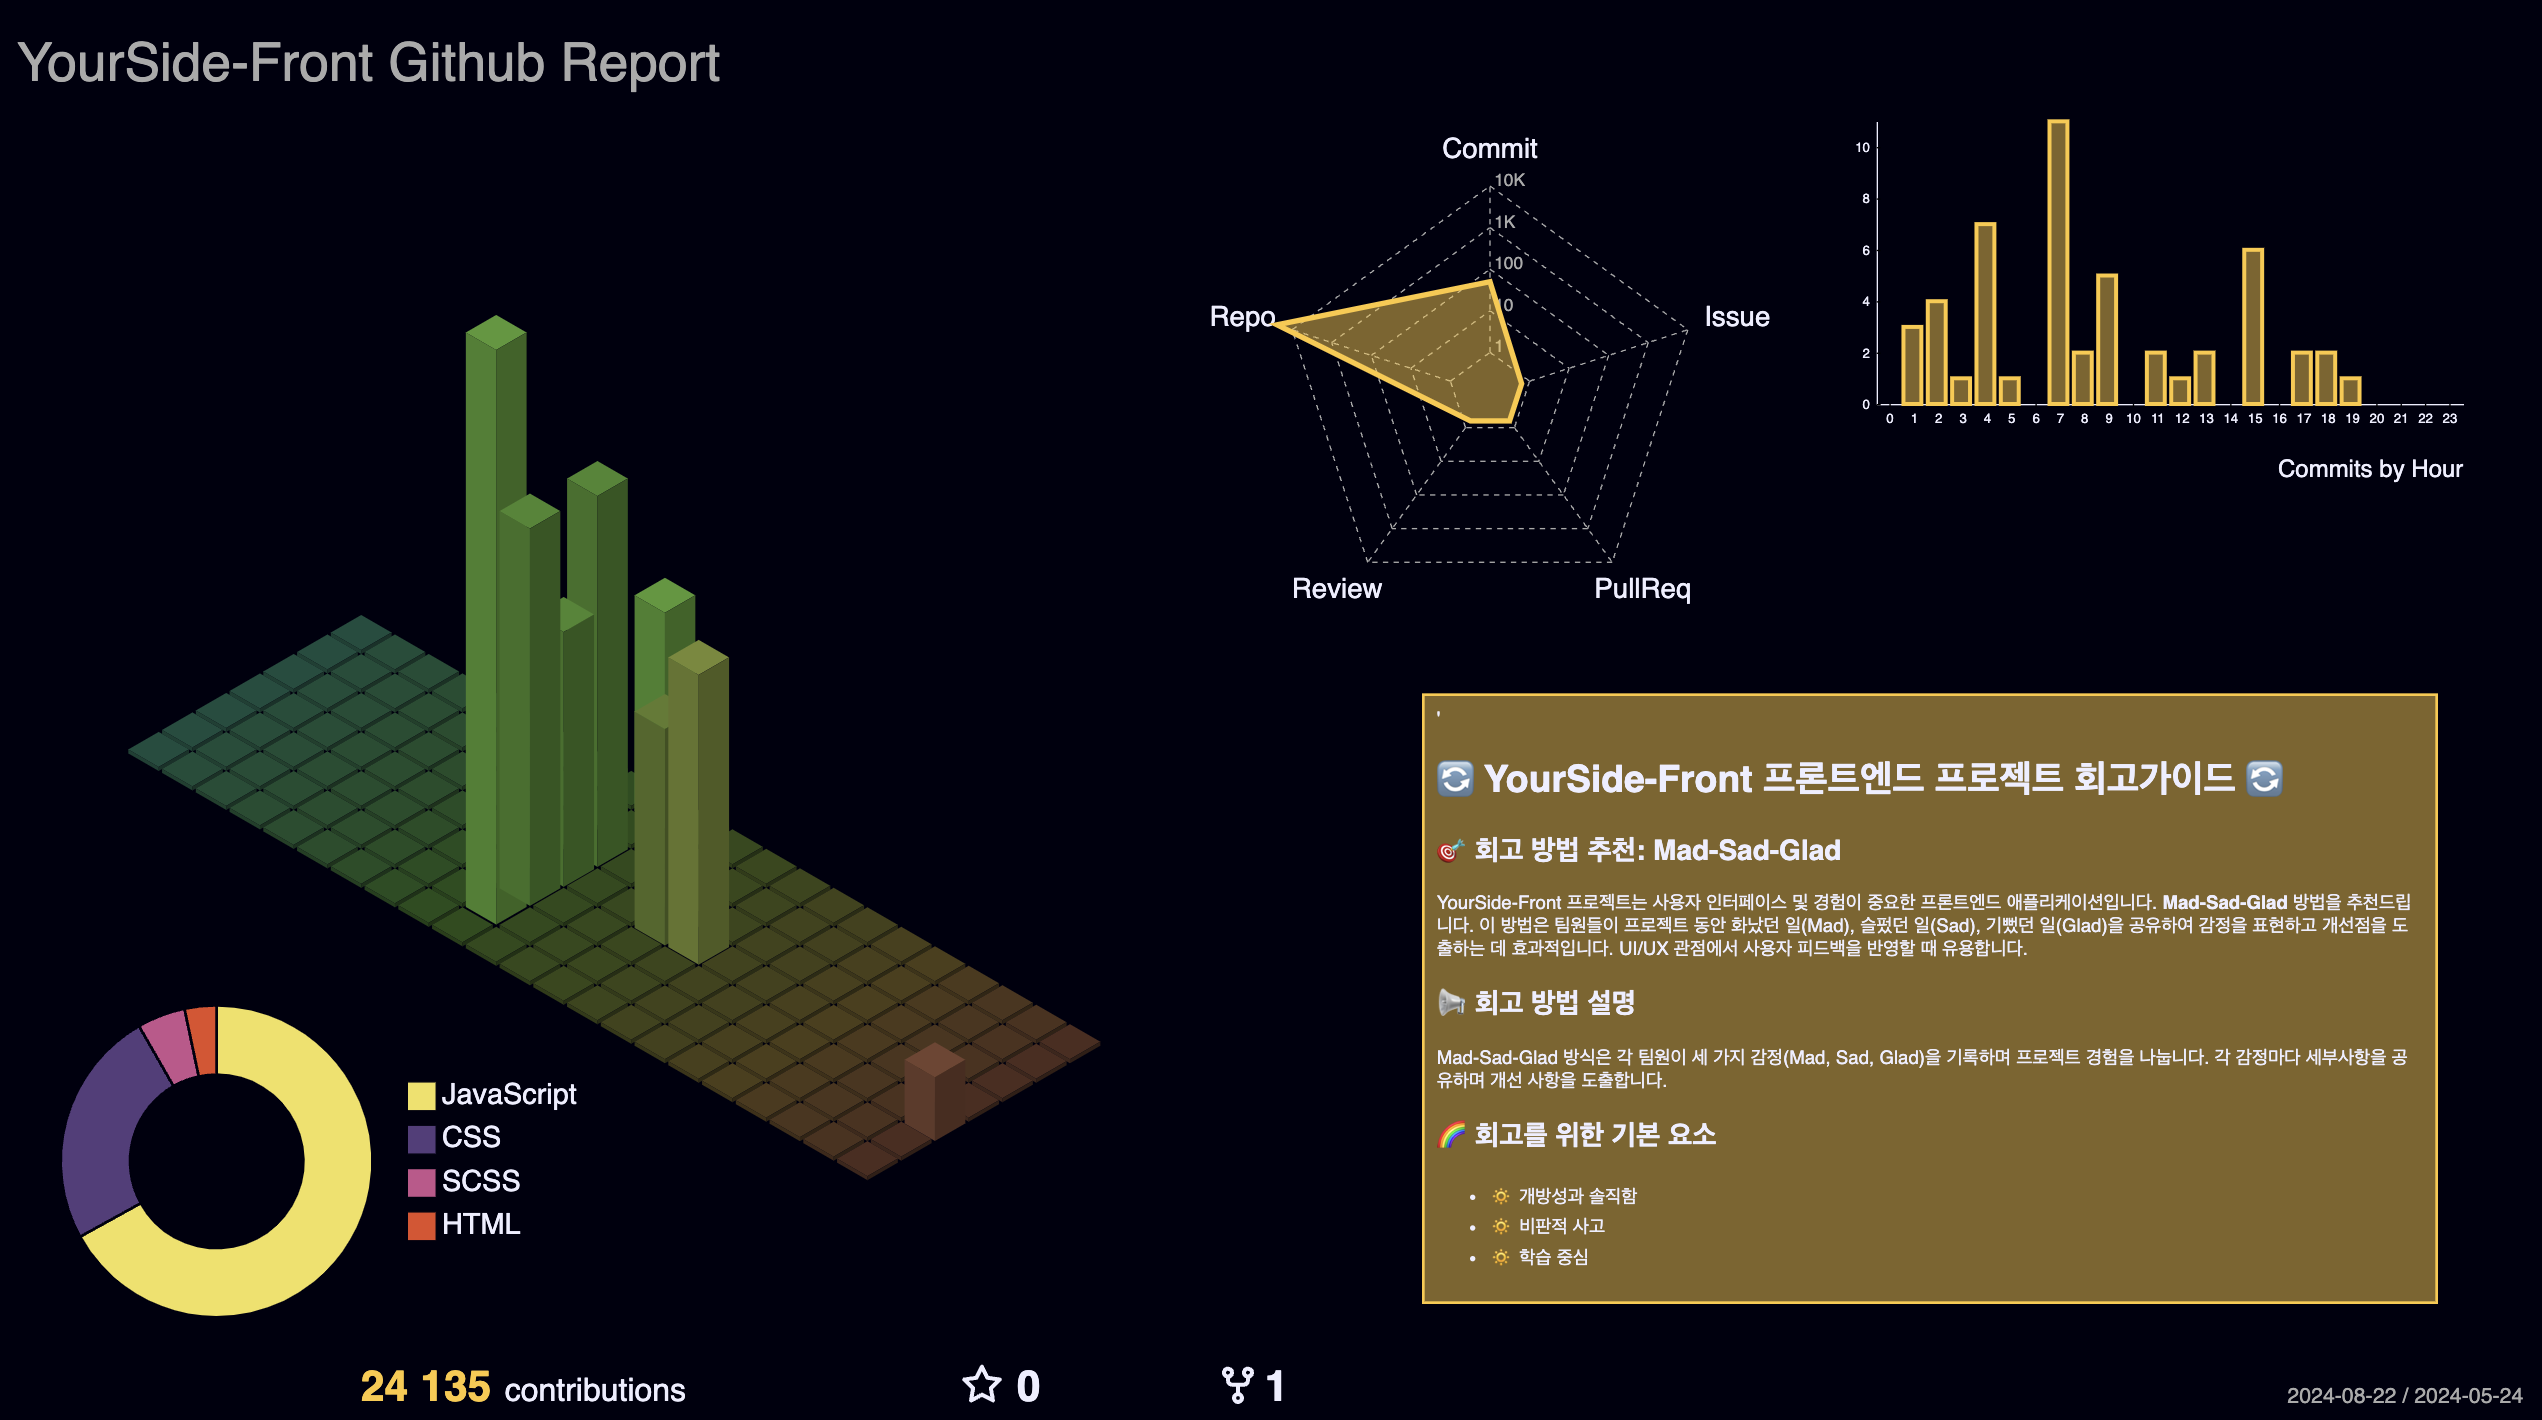 YourSide-Front Github Report
Commit
10K
1K
100
10
1
Repo
Issue
Review
PullReq
10
8
6
4
2
0
0 1 2 3 4 5 6 7 8 9 10 11 12 13 14 15 16 17 18 19 20 21 22 23
Commits by Hour
'
🔄 YourSide-Front 프론트엔드 프로젝트 회고가이드 🔄
🎯 회고 방법 추천: Mad-Sad-Glad
YourSide-Front 프로젝트는 사용자 인터페이스 및 경험이 중요한 프론트엔드 애플리케이션입니다. Mad-Sad-Glad 방법을 추천드립
니다. 이 방법은 팀원들이 프로젝트 동안 화났던 일(Mad), 슬펐던 일(Sad), 기뻤던 일(Glad)을 공유하여 감정을 표현하고 개선점을 도
출하는 데 효과적입니다. UI/UX 관점에서 사용자 피드백을 반영할 때 유용합니다.
📢 회고 방법 설명
Mad-Sad-Glad 방식은 각 팀원이 세 가지 감정(Mad, Sad, Glad)을 기록하며 프로젝트 경험을 나눕니다. 각 감정마다 세부사항을 공
유하며 개선 사항을 도출합니다.
🌈 회고를 위한 기본 요소
• 🔅 개방성과 솔직함
• 🔅 비판적 사고
• 🔅 학습 중심
JavaScript
CSS
SCSS
HTML
24 135 contributions
0
1
2024-08-22 / 2024-05-24